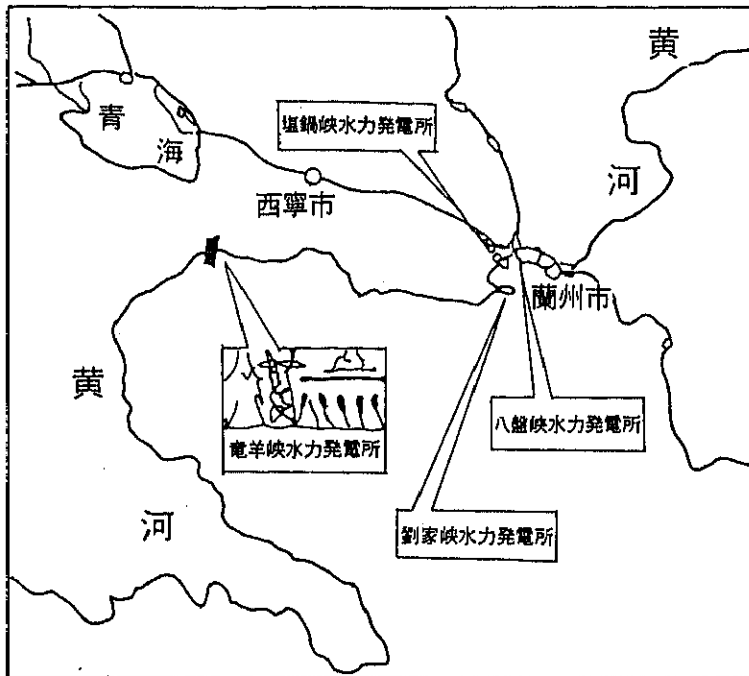 黄
河
青
海
塩鍋峡水力発電所
西寧市
蘭州市
黄
河
竜羊峡水力発電所
八盤峡水力発電所
劉家峡水力発電所